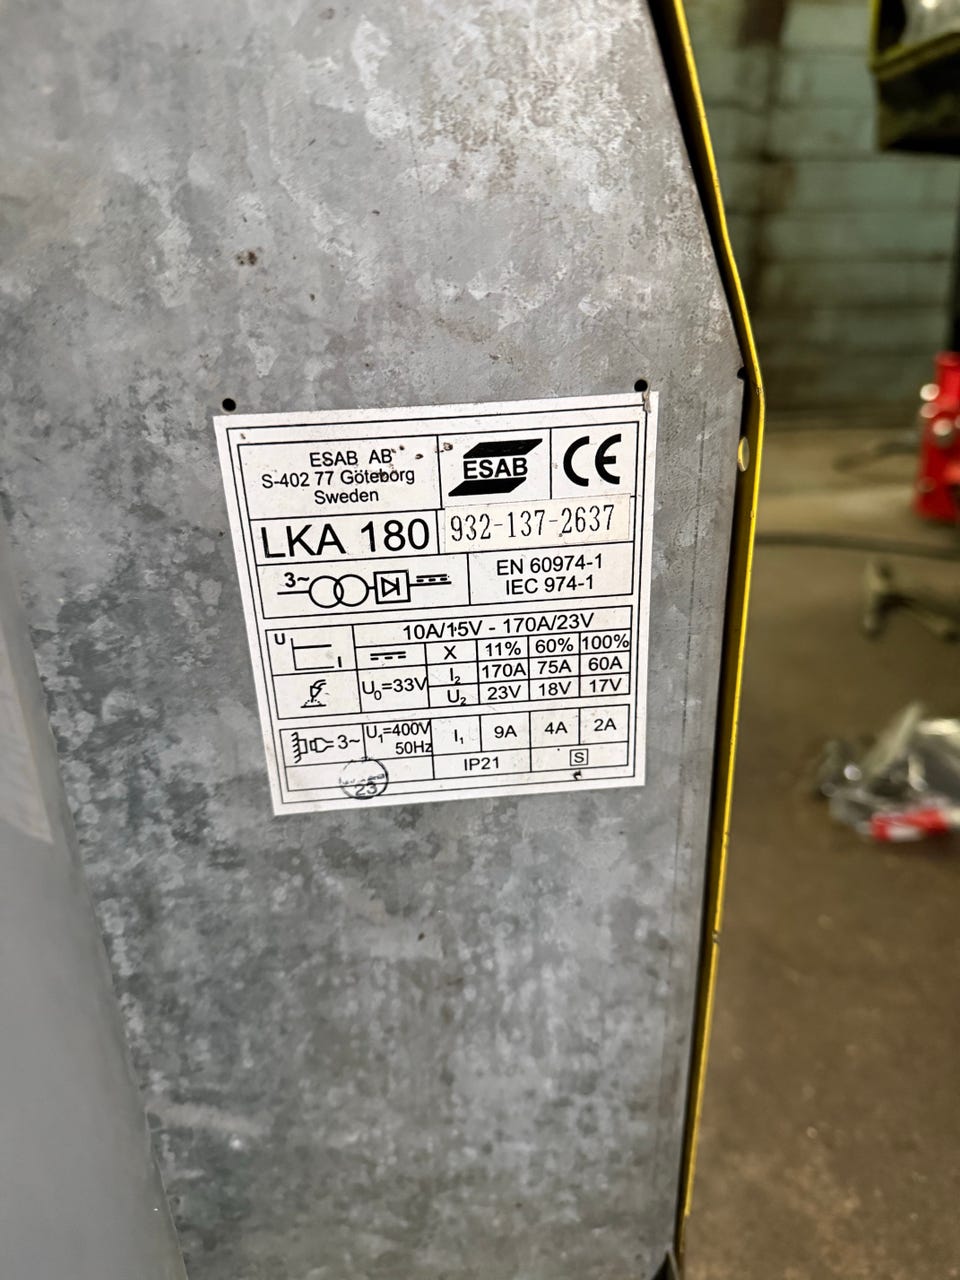 ESAB AB
S-402 77 Göteborg
Sweden
ESAB
CE
LKA 180
932-137-2637
3~
EN 60974-1
IEC 974-1
U
I
10A/15V - 170A/23V
X 11% 60% 100%
U₀=33V
I₂ 170A 75A 60A
U₂ 23V 18V 17V
3~
U₁=400V
50Hz
I₁ 9A 4A 2A
IP21
S
23